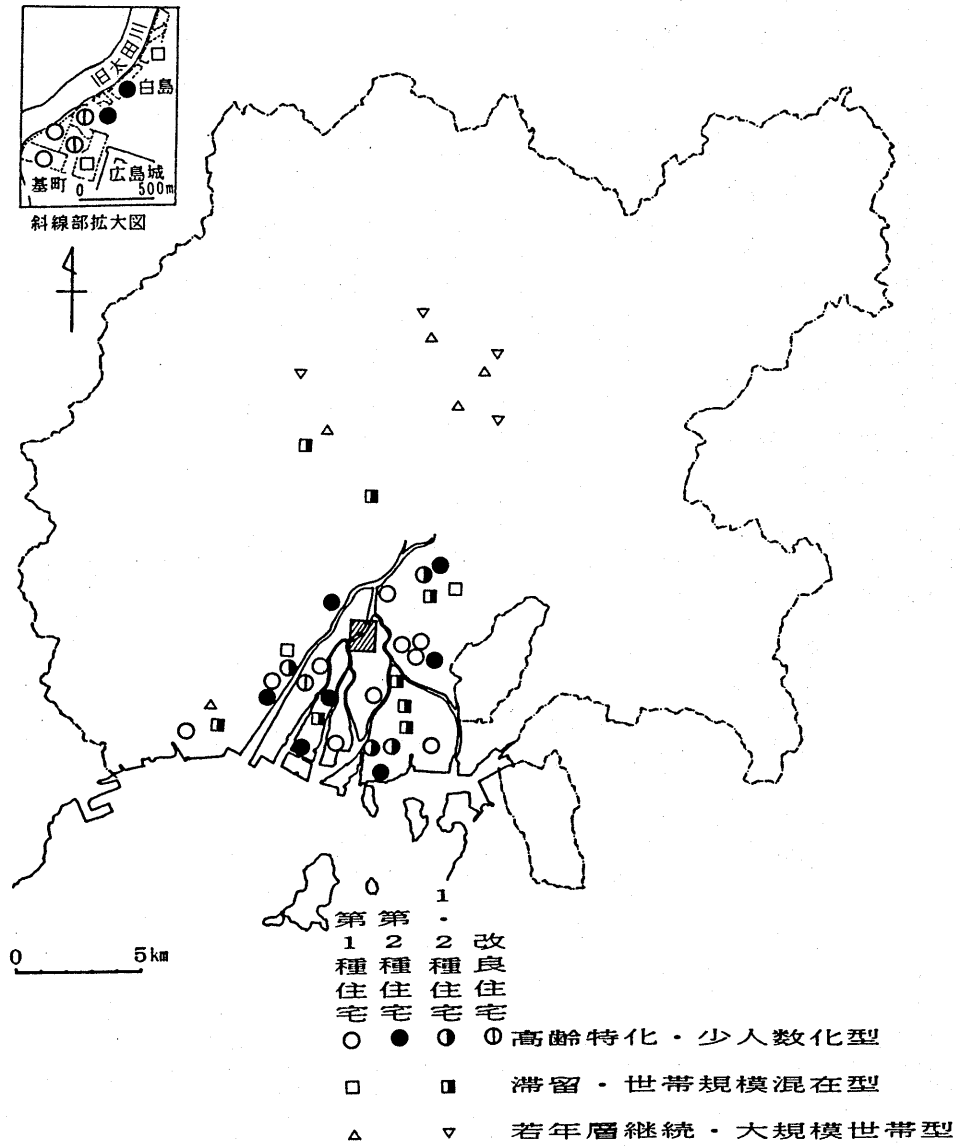 旧太田川
白島
広島城
基町
0 500m
斜線部拡大図
0 5km
第1種住宅
第2種住宅
1・2種住宅
改良住宅
高齢特化・少人数化型
滞留・世帯規模混在型
若年層継続・大規模世帯型